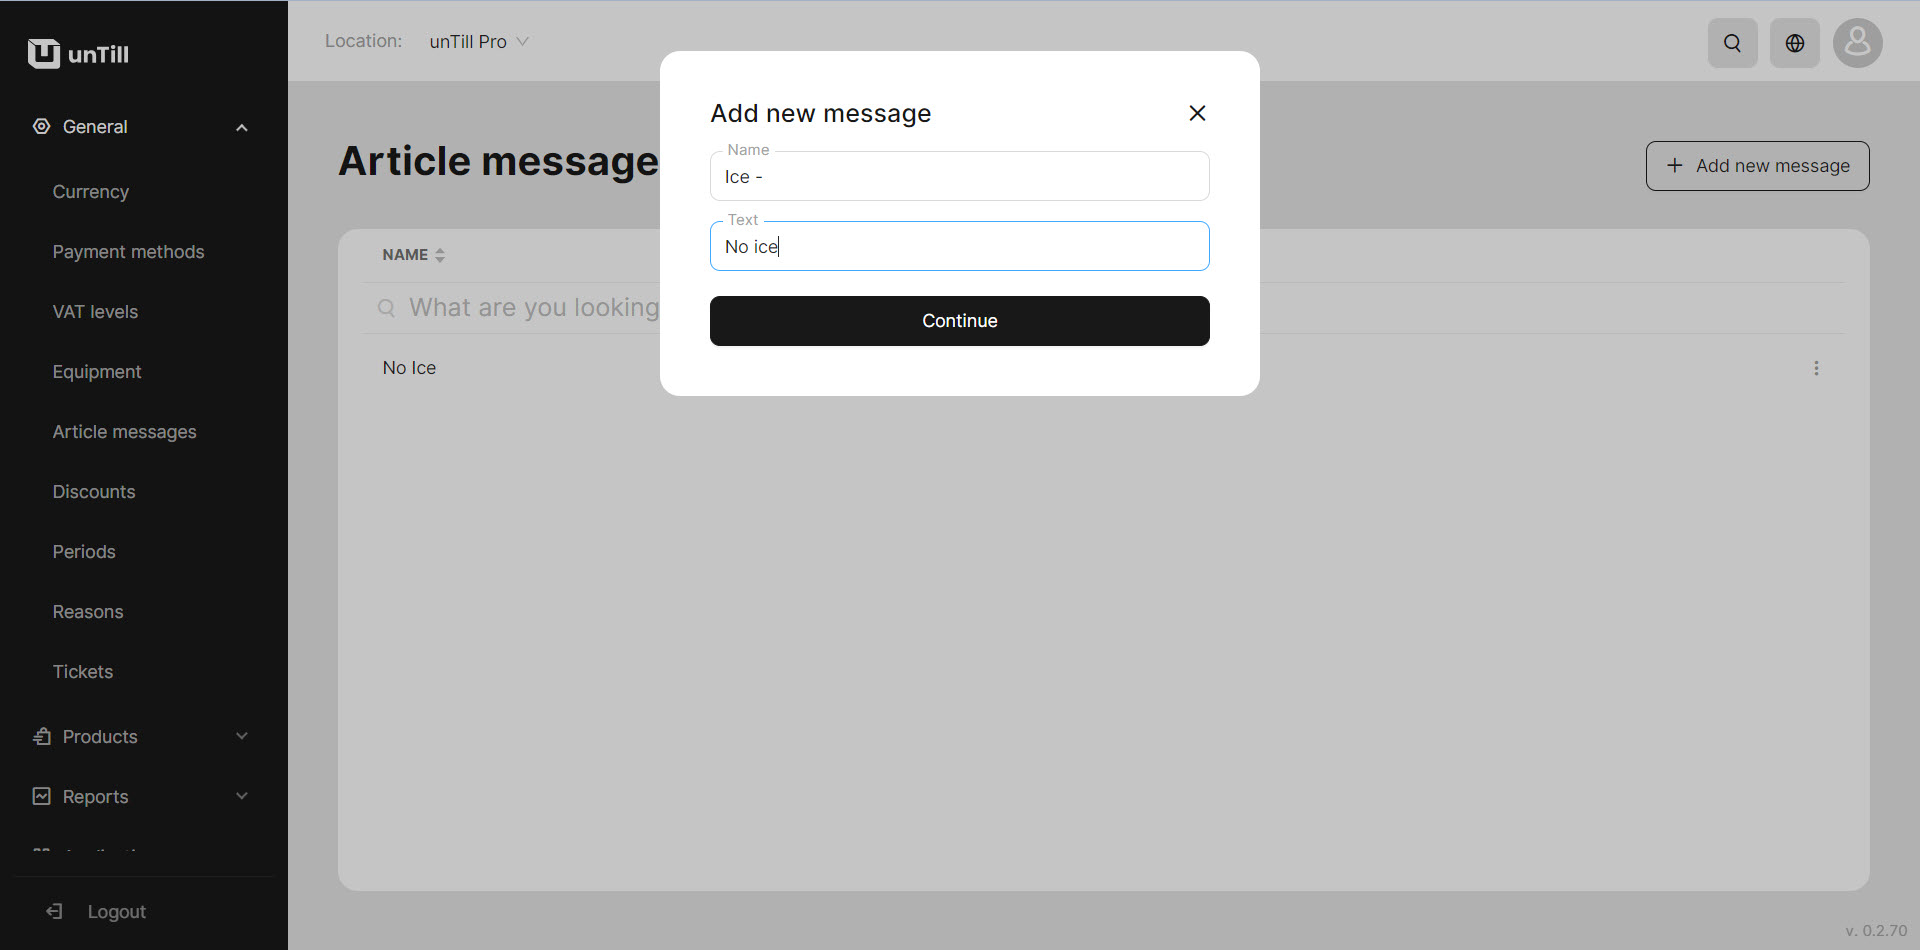 unTill
Location: unTill Pro
General
Currency
Payment methods
VAT levels
Equipment
Article messages
Discounts
Periods
Reasons
Tickets
Products
Reports
Logout
Article message
Add new message
NAME
What are you looking
No Ice
Add new message
Name
Ice -
Text
No ice
Continue
v. 0.2.70